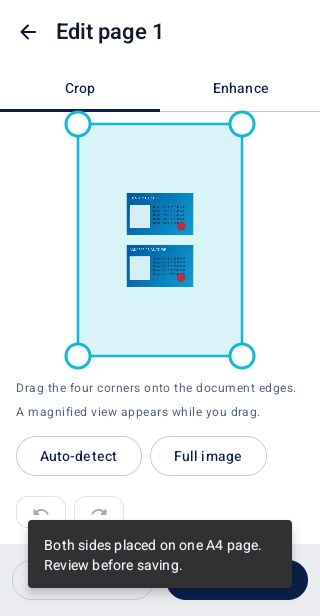 Edit page 1
Crop
Enhance
Drag the four corners onto the document edges.
A magnified view appears while you drag.
Auto-detect
Full image
Both sides placed on one A4 page.
Review before saving.